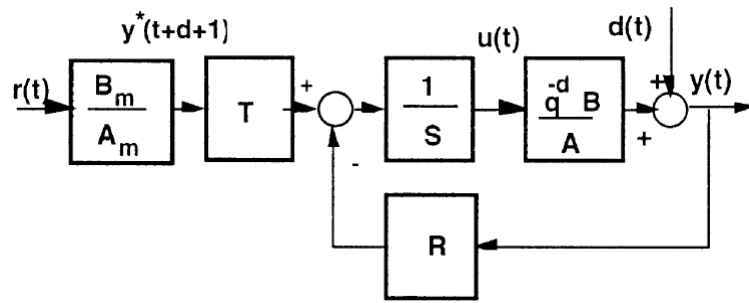 y*(t+d+1)
u(t)
d(t)
r(t)
B_m
A_m
T
+
-
1
S
q^-d B
A
+
+
y(t)
R